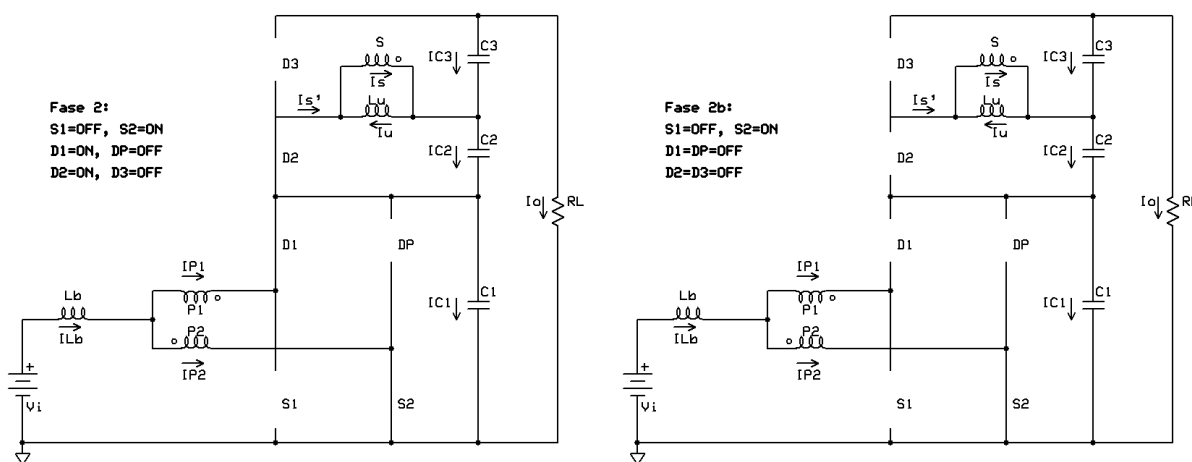 Fase 2:
S1=OFF, S2=ON
D1=ON, DP=OFF
D2=ON, D3=OFF
D3
S
Is
Is'
Lu
Iu
IC3
C3
D2
IC2
C2
Io
RL
D1
DP
IP1
P1
Lb
ILb
P2
IP2
IC1
C1
+
Vi
S1
S2
Fase 2b:
S1=OFF, S2=ON
D1=DP=OFF
D2=D3=OFF
D3
S
Is
Is'
Lu
Iu
IC3
C3
D2
IC2
C2
Io
D1
DP
IP1
P1
Lb
ILb
P2
IP2
IC1
C1
+
Vi
S1
S2